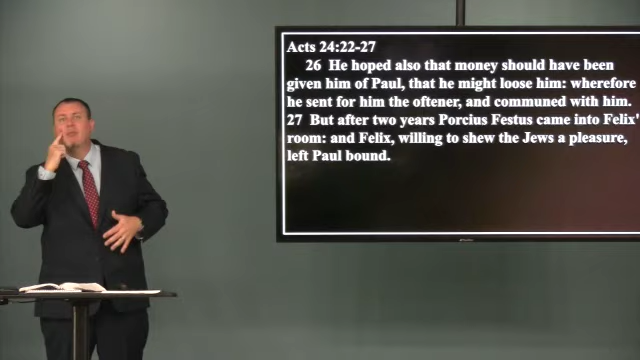 Acts 24:22-27
26 He hoped also that money should have been
given him of Paul, that he might loose him: wherefore
he sent for him the oftener, and communed with him.
27 But after two years Porcius Festus came into Felix'
room: and Felix, willing to shew the Jews a pleasure,
left Paul bound.